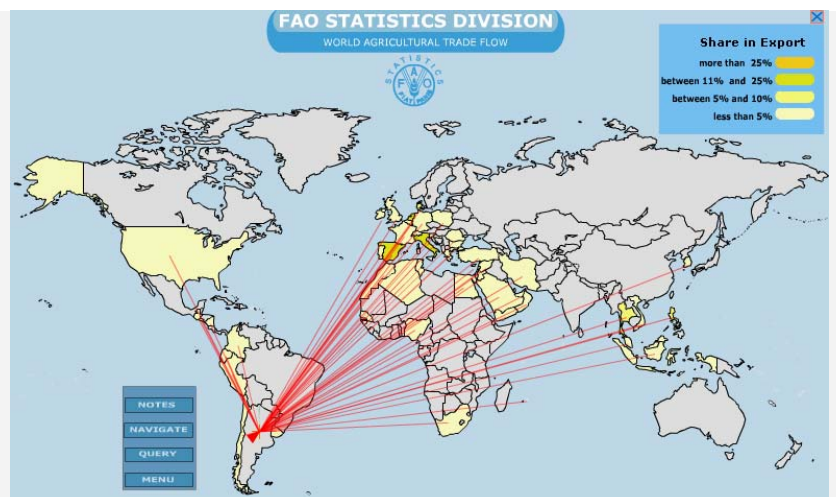 FAO STATISTICS DIVISION
WORLD AGRICULTURAL TRADE FLOW
STATISTICS
F A O
Share in Export
more than 25%
between 11% and 25%
between 5% and 10%
less than 5%
NOTES
NAVIGATE
QUERY
MENU